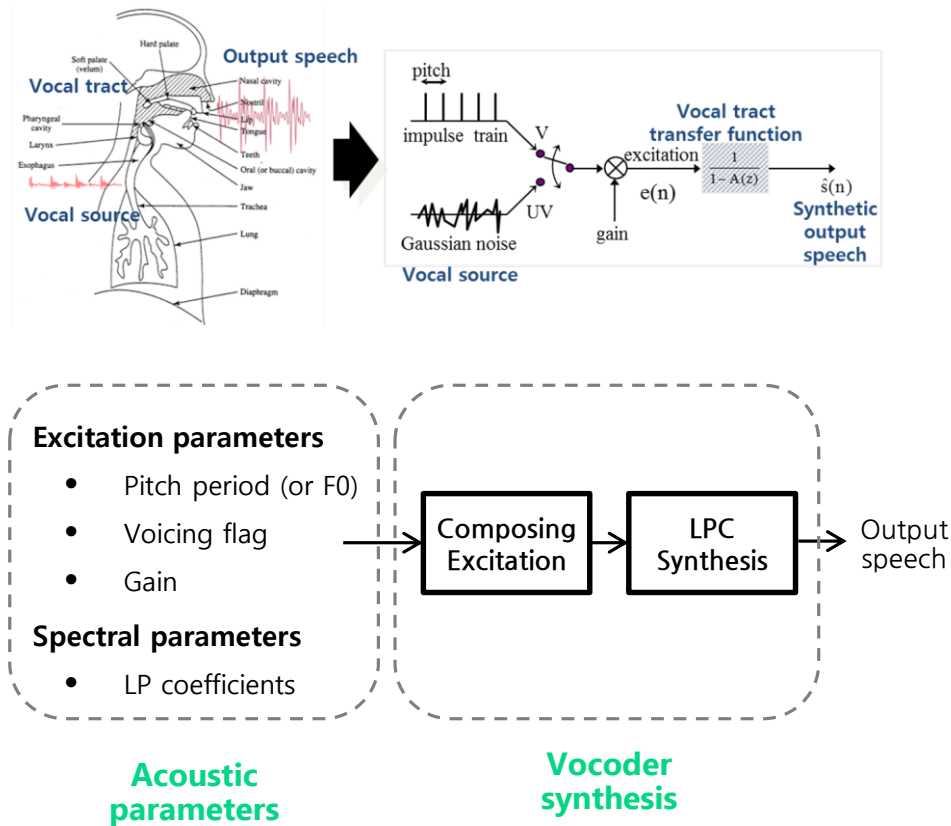 Output speech
Hard palate
Soft palate
(velum)
Nasal cavity
Vocal tract
Nostril
Lip
Tongue
Pharyngeal
cavity
Larynx
Teeth
Esophagus
Oral (or buccal) cavity
Jaw
Trachea
Vocal source
Lung
Diaphragm
pitch
impulse train
V
UV
Gaussian noise
Vocal source
excitation
e(n)
gain
Vocal tract
transfer function
1
1− A(z)
ŝ(n)
Synthetic
output
speech
Excitation parameters
• Pitch period (or F0)
• Voicing flag
• Gain
Spectral parameters
• LP coefficients
Composing
Excitation
LPC
Synthesis
Output
speech
Acoustic
parameters
Vocoder
synthesis